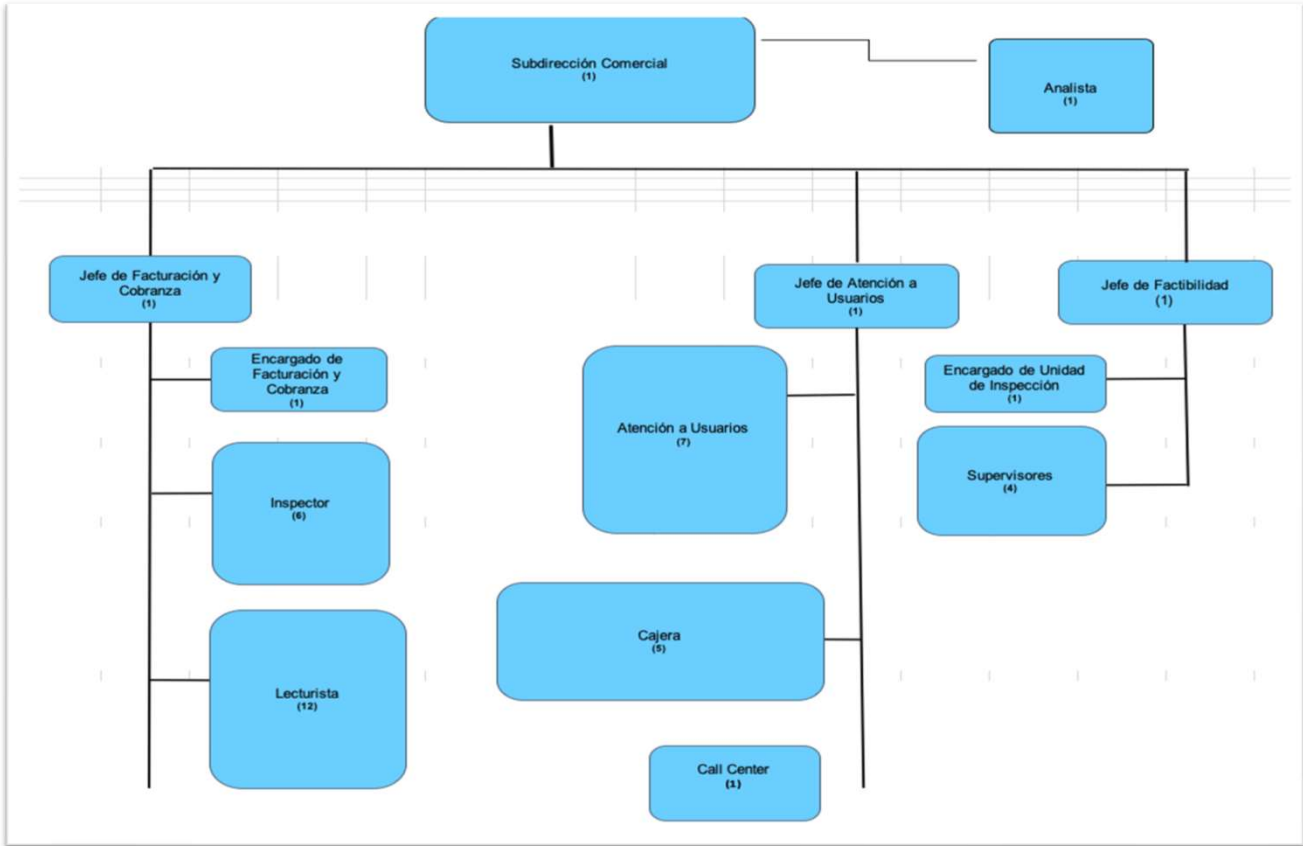 Subdirección Comercial
(1)
Analista
(1)
Jefe de Facturación y
Cobranza
(1)
Jefe de Atención a
Usuarios
(1)
Jefe de Factibilidad
(1)
Encargado de
Facturación y
Cobranza
(1)
Inspector
(6)
Lecturista
(12)
Atención a Usuarios
(7)
Cajera
(5)
Call Center
(1)
Encargado de Unidad
de Inspección
(1)
Supervisores
(4)